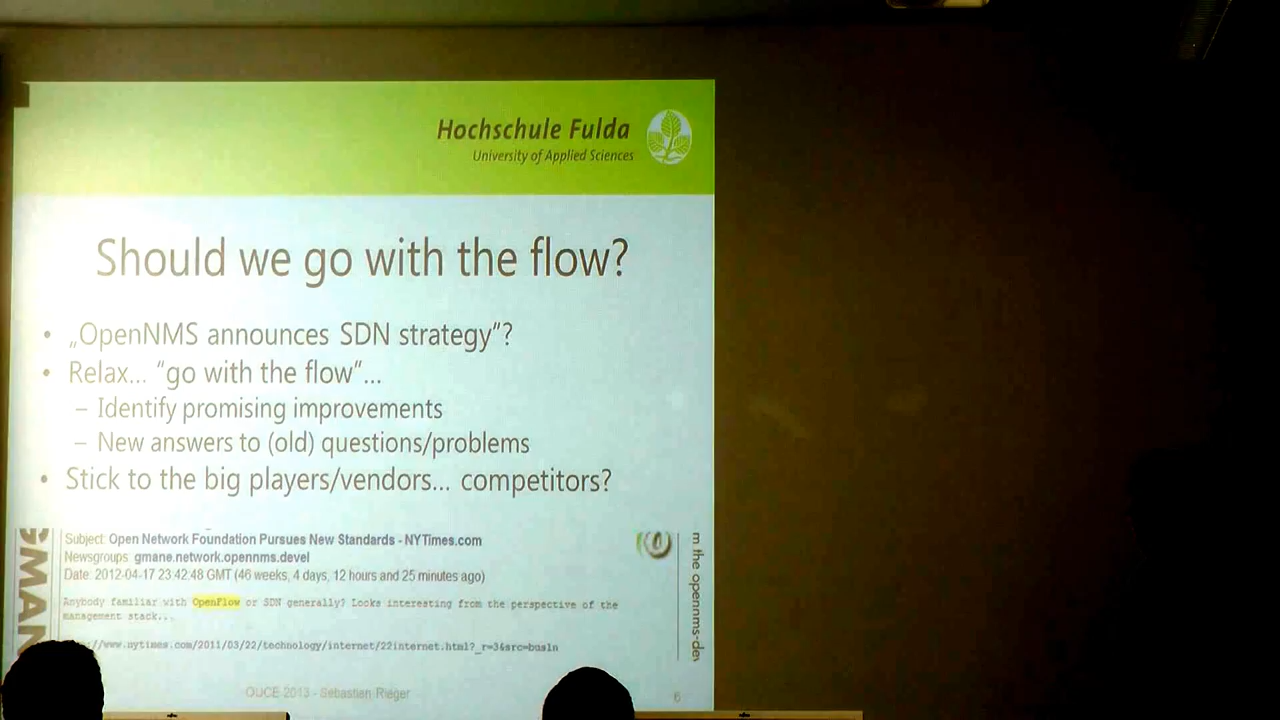 Hochschule Fulda
University of Applied Sciences
Should we go with the flow?
• „OpenNMS announces SDN strategy"?
• Relax... "go with the flow"...
– Identify promising improvements
– New answers to (old) questions/problems
• Stick to the big players/vendors... competitors?
Subject: Open Network Foundation Pursues New Standards - NYTimes.com
Newsgroups: gmane.network.opennms.devel
Date: 2012-04-17 23:42:48 GMT (46 weeks, 4 days, 12 hours and 25 minutes ago)
Anybody familiar with OpenFlow or SDN generally? Looks interesting from the perspective of the
management stack...
//www.nytimes.com/2011/03/22/technology/internet/22internet.html?_r=3&src=busln
OUCE 2013 - Sebastian Rieger
6